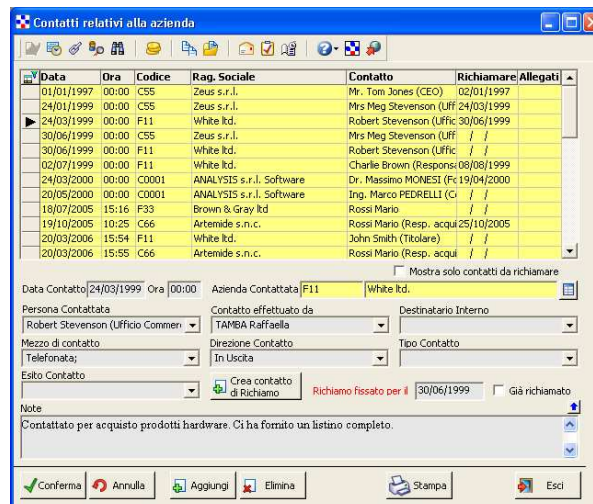 Contatti relativi alla azienda
Data Ora Codice Rag. Sociale Contatto Richiamare Allegati
01/01/1997 00:00 C55 Zeus s.r.l. Mr. Tom Jones (CEO) 02/01/1997
24/01/1999 00:00 C55 Zeus s.r.l. Mrs Meg Stevenson (Uff 24/03/1999
24/03/1999 00:00 F11 White ltd. Robert Stevenson (Uffic 30/06/1999
30/06/1999 00:00 C55 Zeus s.r.l. Mrs Meg Stevenson (Uff / /
30/06/1999 00:00 F11 White ltd. Robert Stevenson (Uffic / /
02/07/1999 00:00 F11 White ltd. Charlie Brown (Respons 08/08/1999
24/03/2000 00:00 C0001 ANALYSIS s.r.l. Software Dr. Massimo MONESI (Fo 19/04/2000
20/05/2000 00:00 C0001 ANALYSIS s.r.l. Software Ing. Marco PEDRELLI (C / /
18/07/2005 15:16 F33 Brown & Gray ltd Rossi Mario / /
19/10/2005 10:25 C66 Artemide s.n.c. Rossi Mario (Resp. acqui 25/10/2005
20/03/2006 15:54 F11 White ltd. John Smith (Titolare) / /
20/03/2006 15:55 C66 Artemide s.n.c. Rossi Mario (Resp. acqui / /
Mostra solo contatti da richiamare
Data Contatto 24/03/1999 Ora 00:00 Azienda Contattata F11 White ltd.
Persona Contattata Contatto effettuato da Destinatario Interno
Robert Stevenson (Ufficio Commer TAMBA Raffaella
Mezzo di contatto Direzione Contatto Tipo Contatto
Telefonata; In Uscita
Esito Contatto
Crea contatto
di Richiamo
Richiamo fissato per il 30/06/1999 Già richiamato
Note
Contattato per acquisto prodotti hardware. Ci ha fornito un listino completo.
Conferma Annulla Aggiungi Elimina Stampa Esci